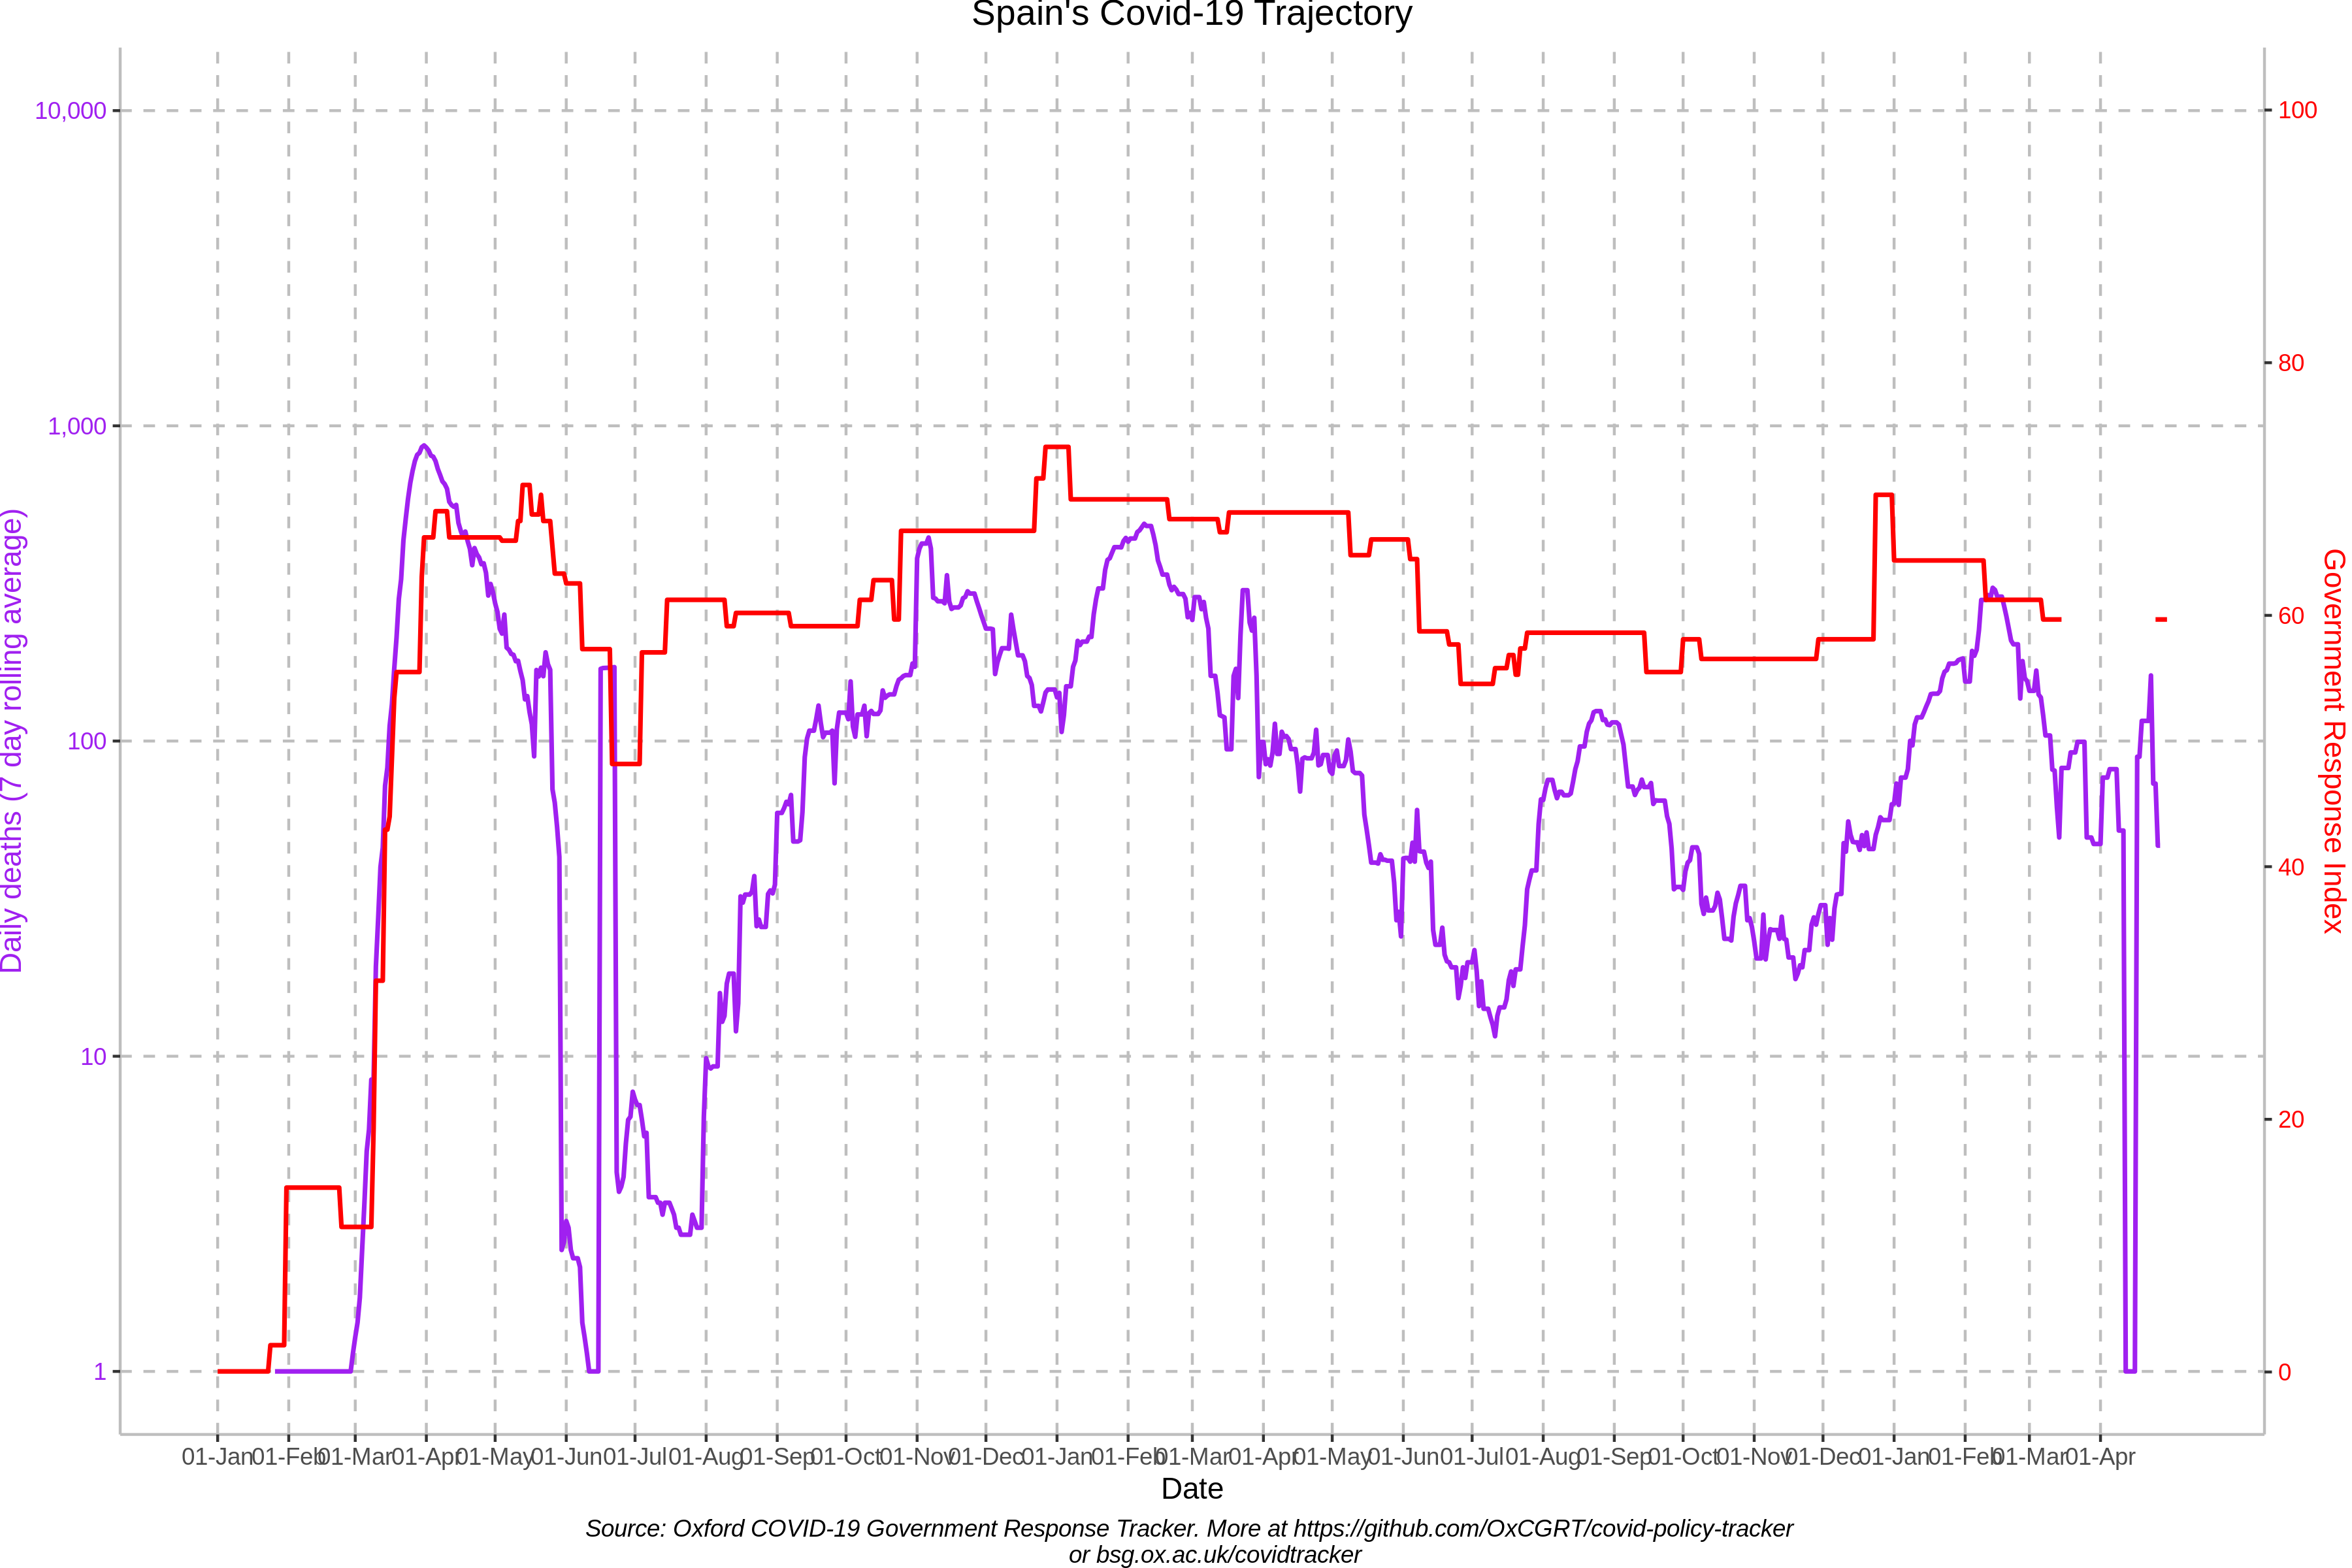 Spain's Covid-19 Trajectory
10,000
1,000
100
10
1
Daily deaths (7 day rolling average)
100
80
60
40
20
0
Government Response Index
01-Jan 01-Feb 01-Mar 01-Apr 01-May 01-Jun 01-Jul 01-Aug 01-Sep 01-Oct 01-Nov 01-Dec 01-Jan 01-Feb 01-Mar 01-Apr 01-May 01-Jun 01-Jul 01-Aug 01-Sep 01-Oct 01-Nov 01-Dec 01-Jan 01-Feb 01-Mar 01-Apr
Date
Source: Oxford COVID-19 Government Response Tracker. More at https://github.com/OxCGRT/covid-policy-tracker
or bsg.ox.ac.uk/covidtracker